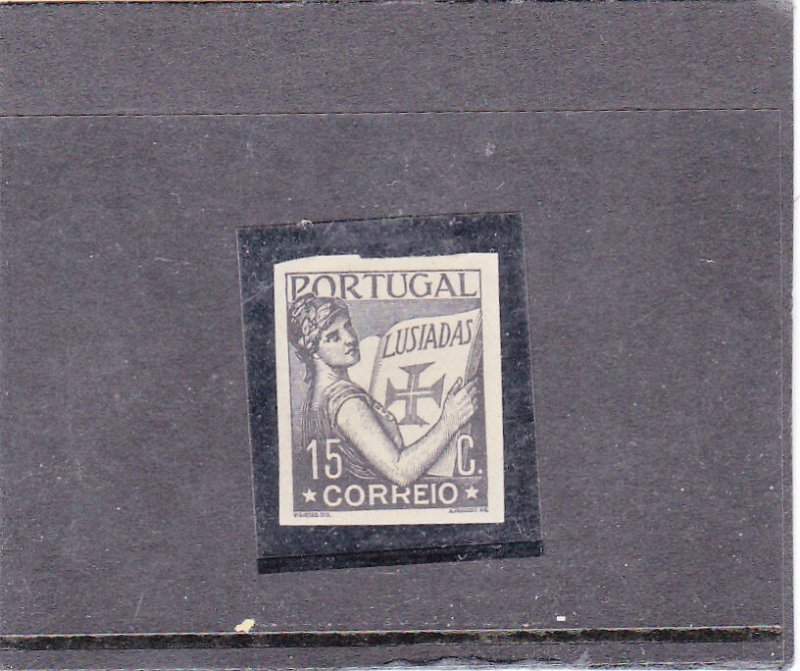 PORTUGAL
LUSIADAS
15 C.
★ CORREIO ★